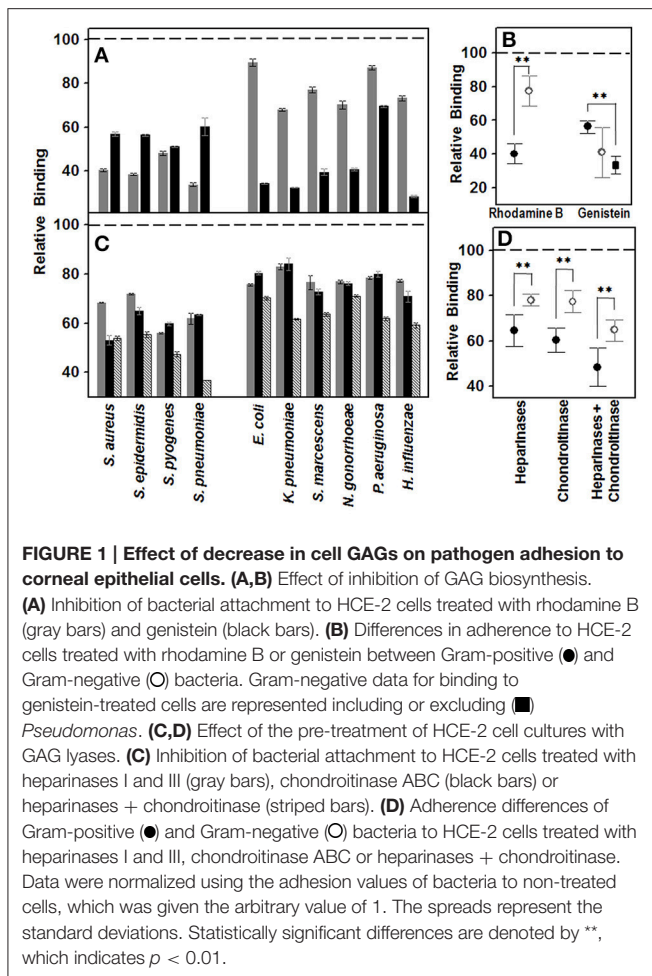 A
B
100
80
60
40
Relative Binding
100
80
60
40
Relative Binding
**
**
Rhodamine B Genistein
C
D
100
80
60
40
100
80
60
40
Relative Binding
**
**
**
S. aureus
S. epidermidis
S. pyogenes
S. pneumoniae
E. coli
K. pneumoniae
S. marcescens
N. gonorrhoeae
P. aeruginosa
H. influenzae
Heparinases
Chondroitinase
Heparinases +
Chondroitinase
FIGURE 1 | Effect of decrease in cell GAGs on pathogen adhesion to
corneal epithelial cells. (A,B) Effect of inhibition of GAG biosynthesis.
(A) Inhibition of bacterial attachment to HCE-2 cells treated with rhodamine B
(gray bars) and genistein (black bars). (B) Differences in adherence to HCE-2
cells treated with rhodamine B or genistein between Gram-positive (●) and
Gram-negative (○) bacteria. Gram-negative data for binding to
genistein-treated cells are represented including or excluding (■)
Pseudomonas. (C,D) Effect of the pre-treatment of HCE-2 cell cultures with
GAG lyases. (C) Inhibition of bacterial attachment to HCE-2 cells treated with
heparinases I and III (gray bars), chondroitinase ABC (black bars) or
heparinases + chondroitinase (striped bars). (D) Adherence differences of
Gram-positive (●) and Gram-negative (○) bacteria to HCE-2 cells treated with
heparinases I and III, chondroitinase ABC or heparinases + chondroitinase.
Data were normalized using the adhesion values of bacteria to non-treated
cells, which was given the arbitrary value of 1. The spreads represent the
standard deviations. Statistically significant differences are denoted by **,
which indicates p < 0.01.